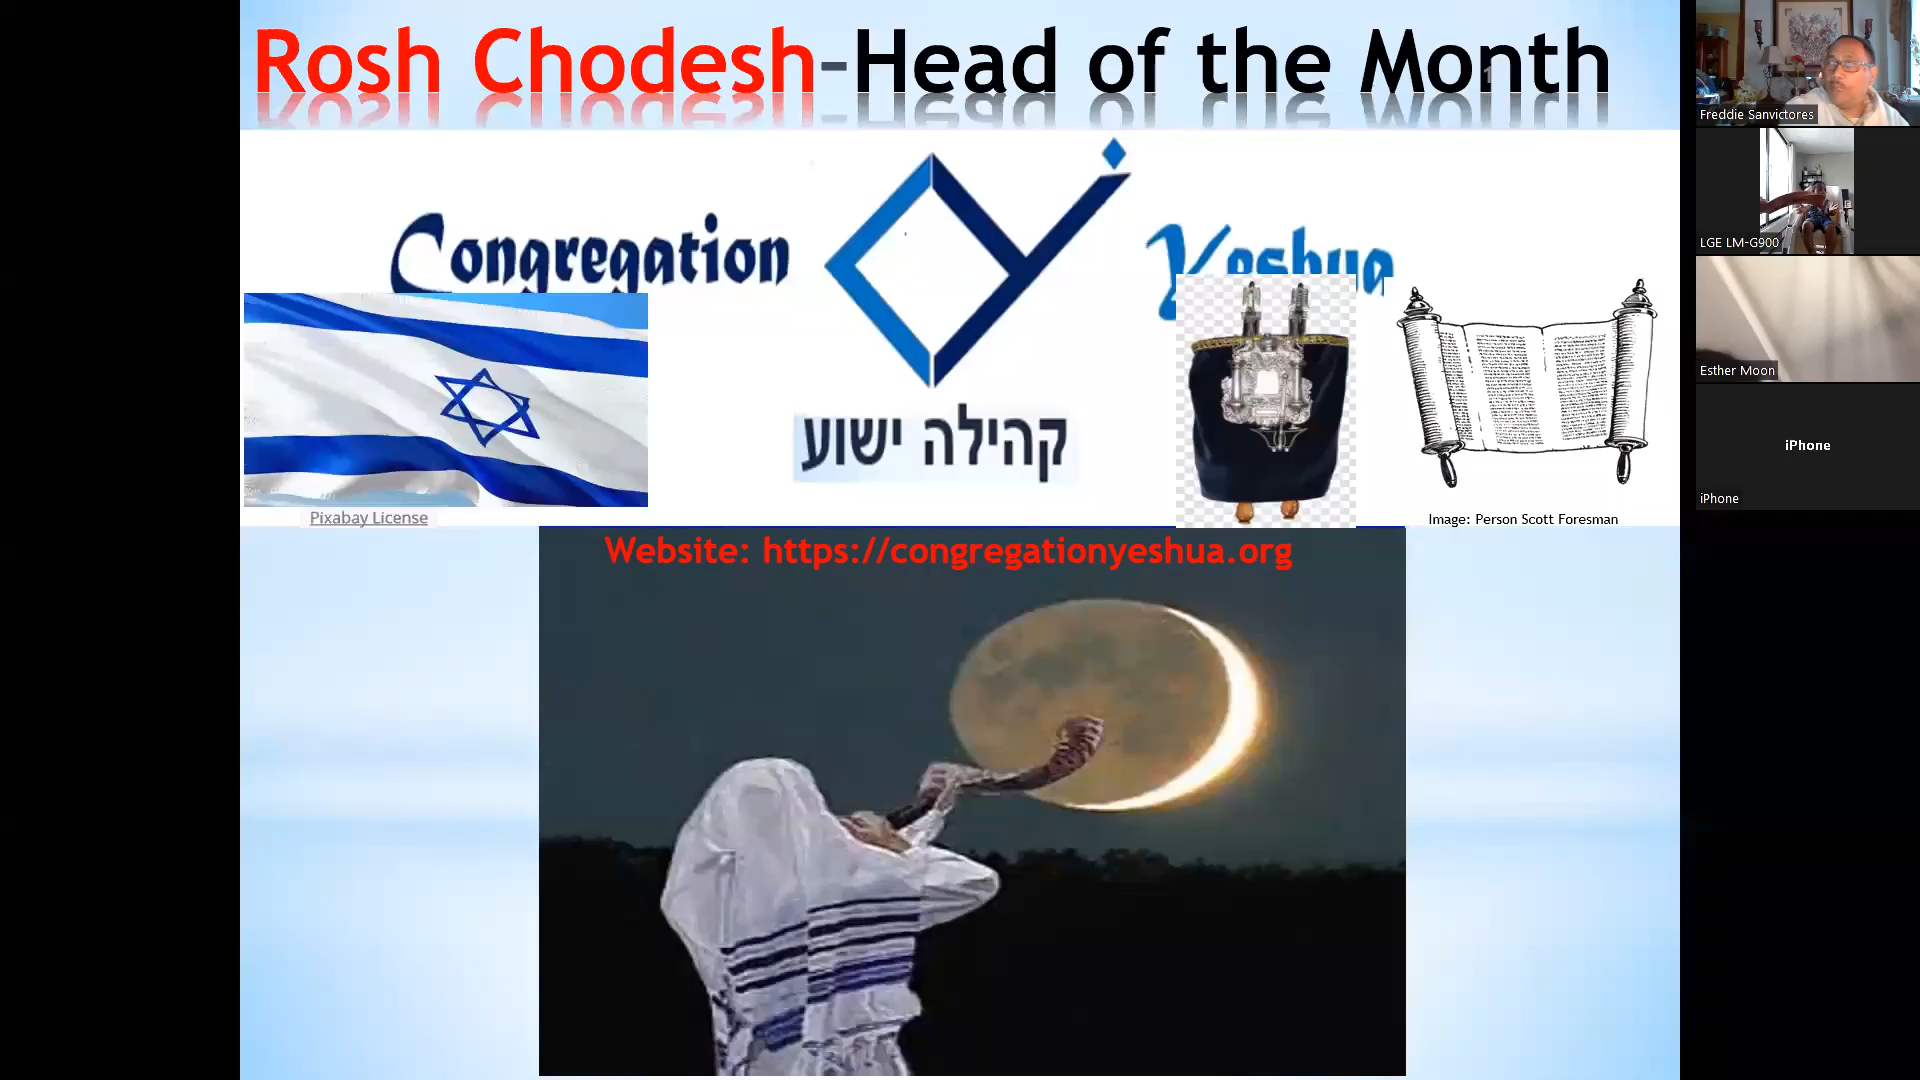 Rosh Chodesh-Head of the Month
Congregation
Yeshua
קהילה ישוע
Pixabay License
Image: Person Scott Foresman
Website: https://congregationyeshua.org
Freddie Sanvictores
LGE LM-G900
Esther Moon
iPhone
iPhone